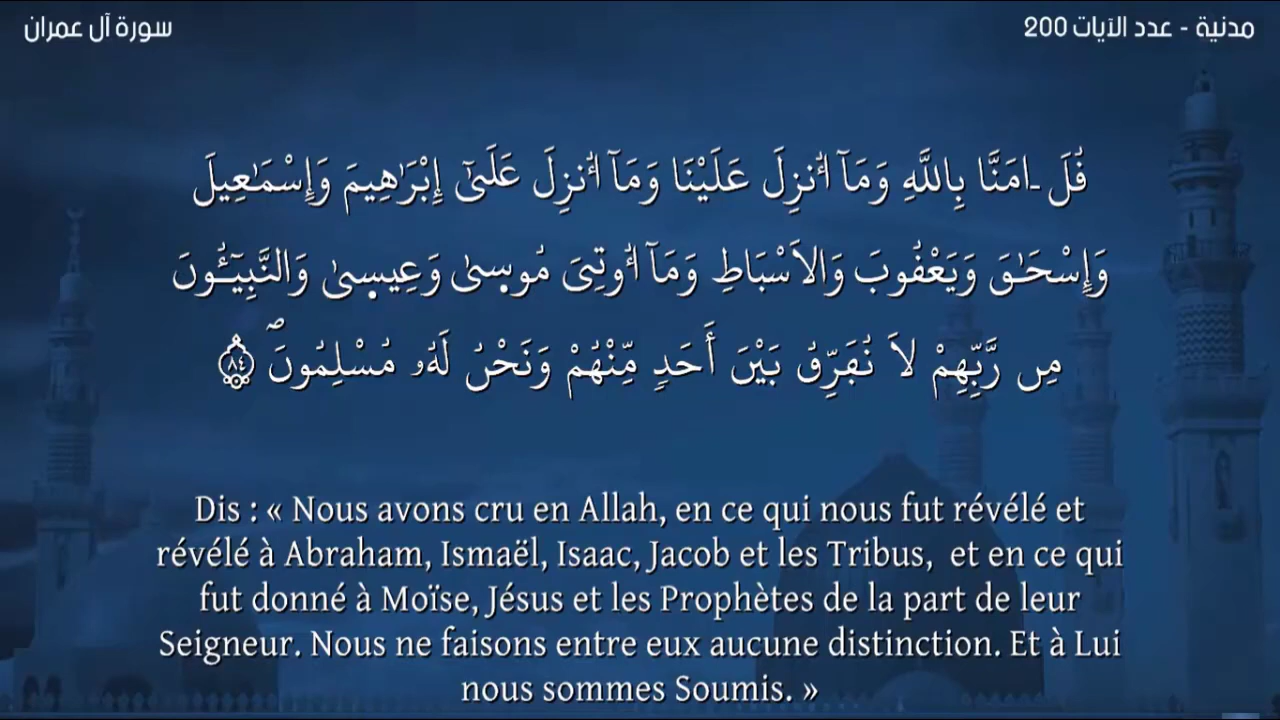 سورة آل عمران
مدنية - عدد الآيات 200
فُلَ ـامَنَّا بِاللَّهِ وَمَآ أُنزِلَ عَلَيْنَا وَمَآ أُنزِلَ عَلَىٰٓ إِبْرَٰهِيمَ وَإِسْمَٰعِيلَ
وَإِسْحَٰقَ وَيَعْفُوبَ وَالاَسْبَاطِ وَمَآ أُوتِىَ مُوسۭىٰ وَعِيسۭىٰ وَالنَّبِيٓـُٔونَ
مِں رَّبِّهِمْ لاَ نُفَرِّقُ بَيْنَ أَحَدٖ مِّنْهُمْ وَنَحْنُ لَهُۥ مُسْلِمُونَۖ ٨٤
Dis : « Nous avons cru en Allah, en ce qui nous fut révélé et
révélé à Abraham, Ismaël, Isaac, Jacob et les Tribus, et en ce qui
fut donné à Moïse, Jésus et les Prophètes de la part de leur
Seigneur. Nous ne faisons entre eux aucune distinction. Et à Lui
nous sommes Soumis. »